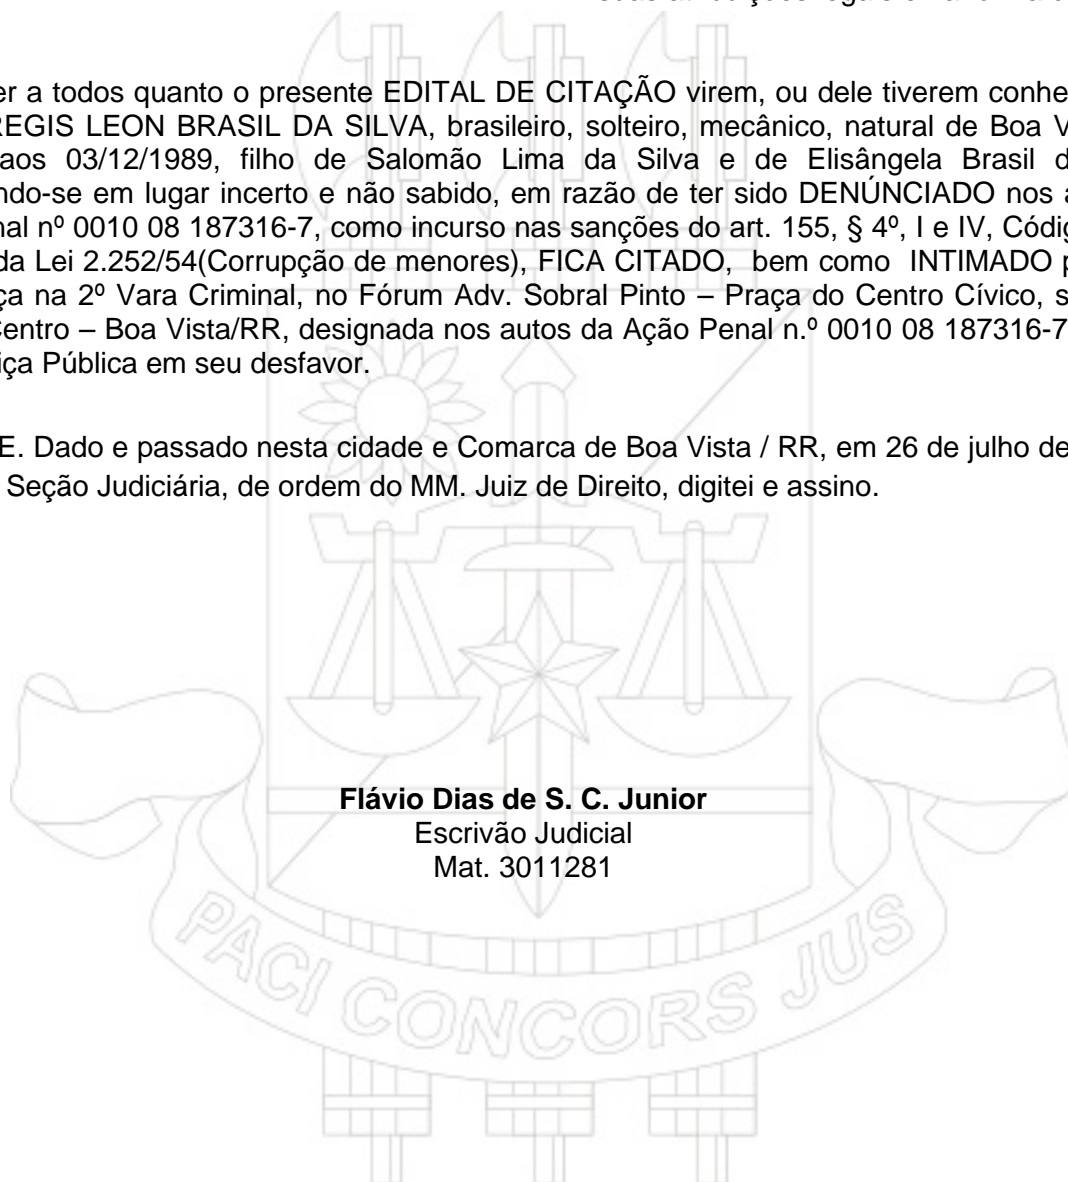 er a todos quanto o presente EDITAL DE CITAÇÃO virem, ou dele tiverem conhe
REGIS LEON BRASIL DA SILVA, brasileiro, solteiro, mecânico, natural de Boa V
aos 03/12/1989, filho de Salomão Lima da Silva e de Elisângela Brasil d
ndo-se em lugar incerto e não sabido, em razão de ter sido DENÚNCIADO nos a
nal nº 0010 08 187316-7, como incurso nas sanções do art. 155, § 4º, I e IV, Códig
da Lei 2.252/54(Corrupção de menores), FICA CITADO, bem como INTIMADO p
ça na 2º Vara Criminal, no Fórum Adv. Sobral Pinto – Praça do Centro Cívico, s
Centro – Boa Vista/RR, designada nos autos da Ação Penal n.º 0010 08 187316-7
iça Pública em seu desfavor.
E. Dado e passado nesta cidade e Comarca de Boa Vista / RR, em 26 de julho de
Seção Judiciária, de ordem do MM. Juiz de Direito, digitei e assino.
Flávio Dias de S. C. Junior
Escrivão Judicial
Mat. 3011281
PACI CONCORS JUS